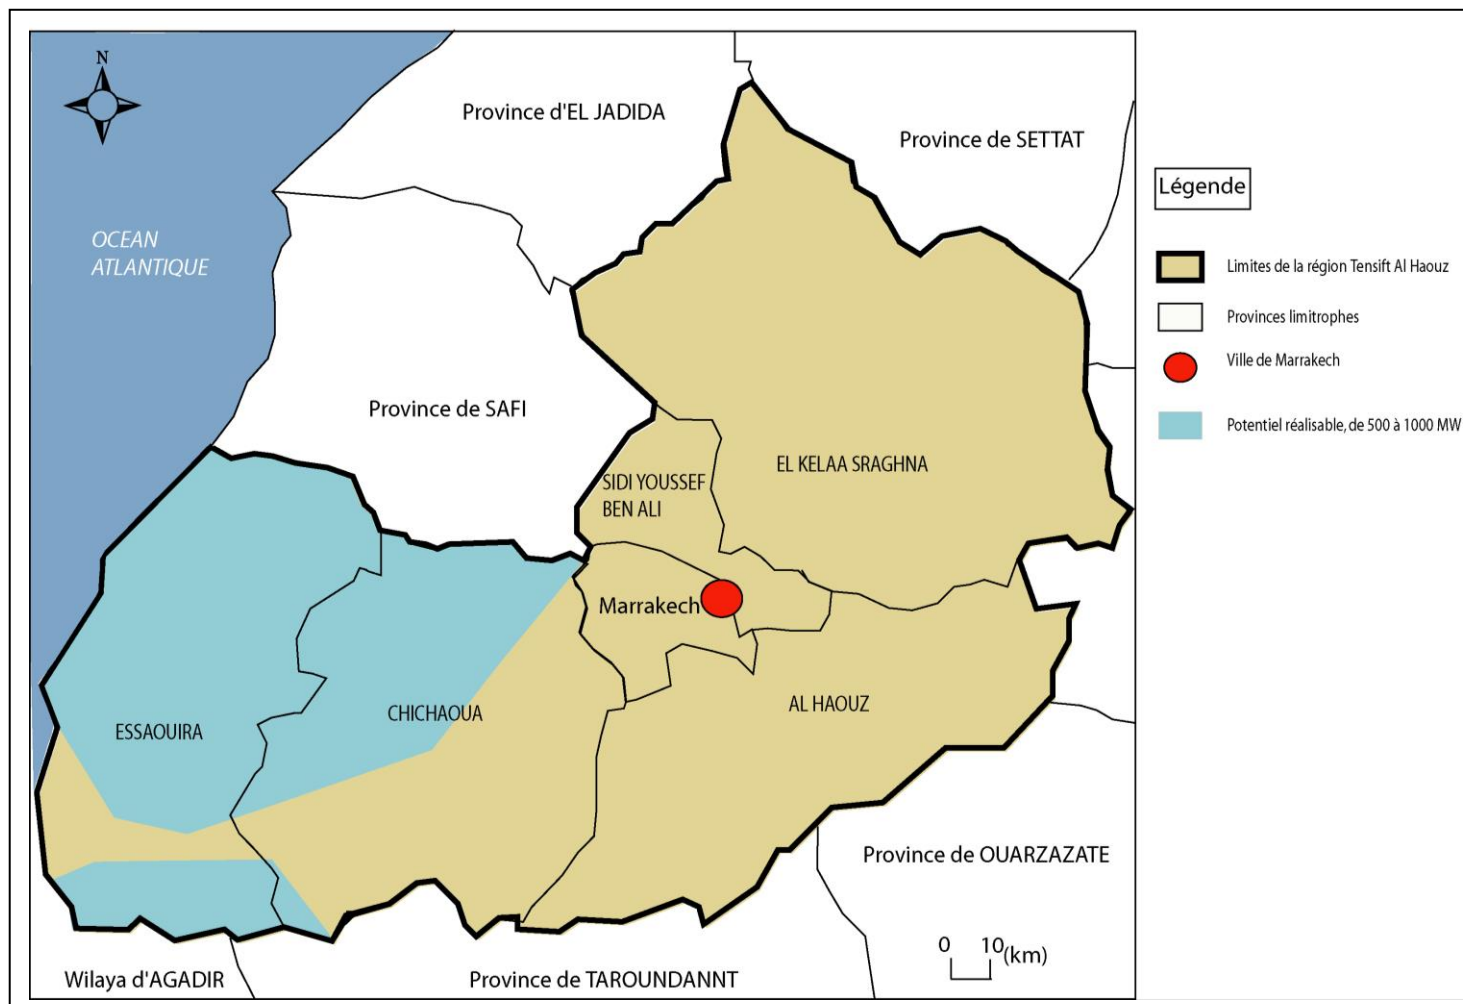 N
Province d'EL JADIDA
Province de SETTAT
OCEAN
ATLANTIQUE
Province de SAFI
SIDI YOUSSEF
BEN ALI
EL KELAA SRAGHNA
Marrakech
ESSAOUIRA
CHICHAOUA
AL HAOUZ
Province de OUARZAZATE
0 10 (km)
Wilaya d'AGADIR
Province de TAROUNDANNT
Légende
Limites de la région Tensift Al Haouz
Provinces limitrophes
Ville de Marrakech
Potentiel réalisable, de 500 à 1000 MW